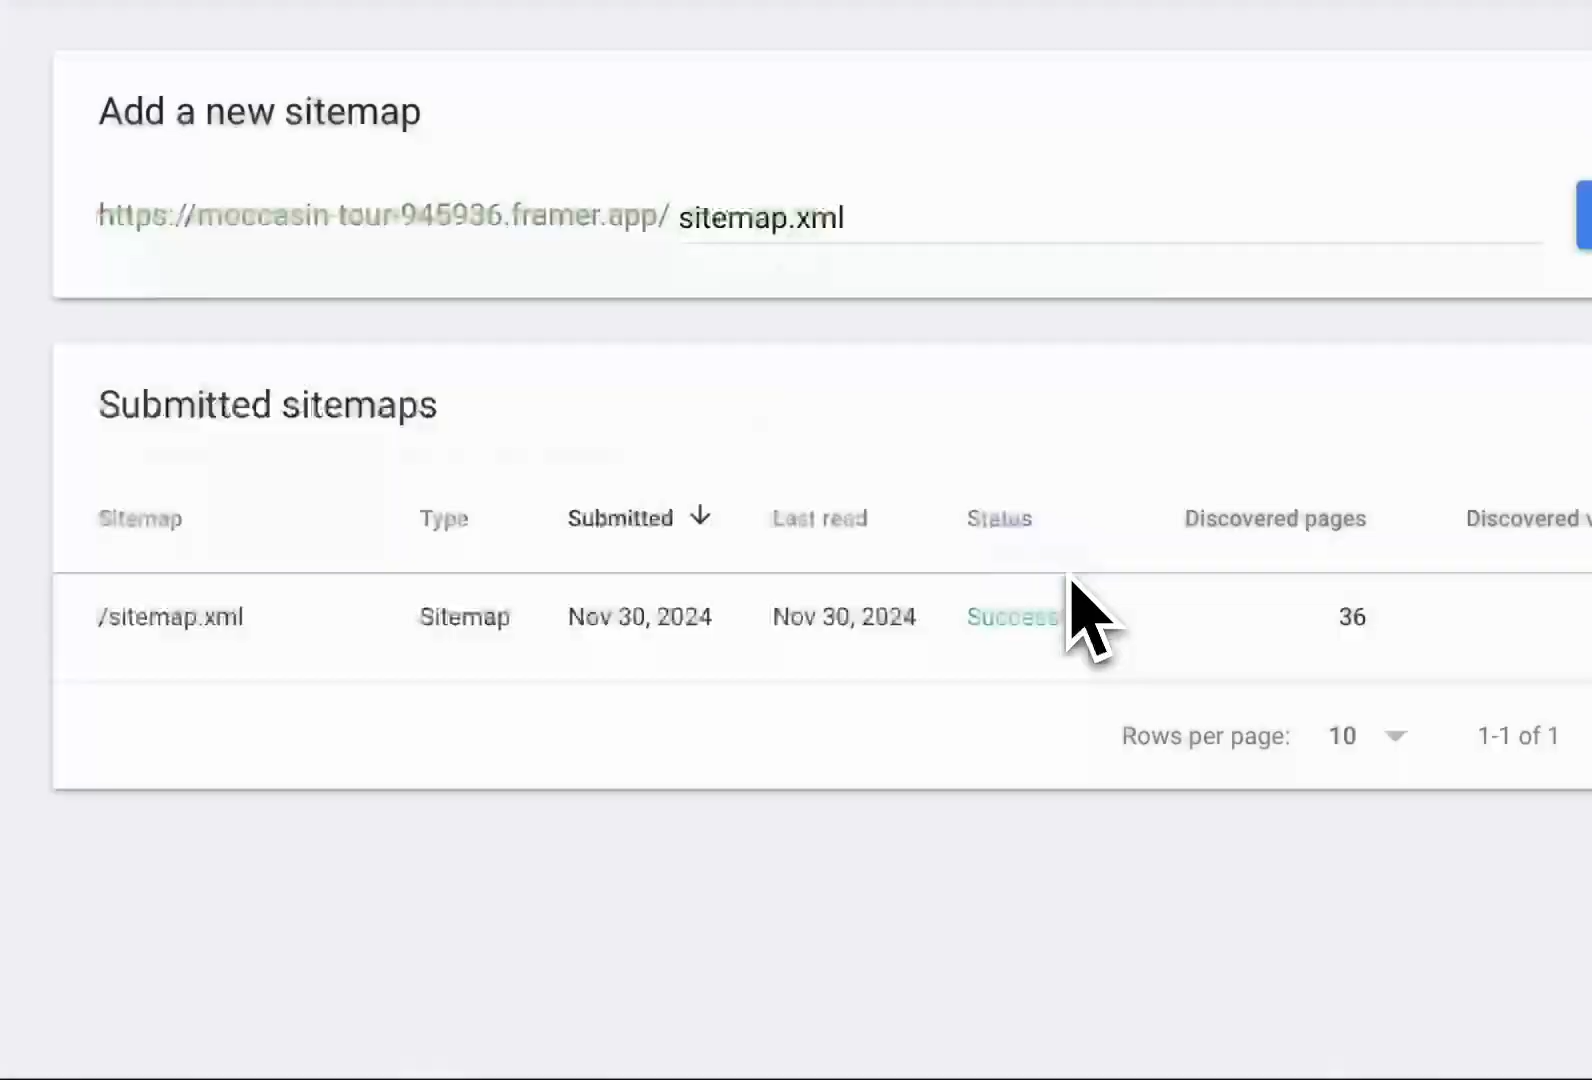 Add a new sitemap
https://moccasin-tour-945936.framer.app/ sitemap.xml
Submitted sitemaps
Sitemap Type Submitted Last read Status Discovered pages Discovered
/sitemap.xml Sitemap Nov 30, 2024 Nov 30, 2024 Success 36
Rows per page: 10 1-1 of 1